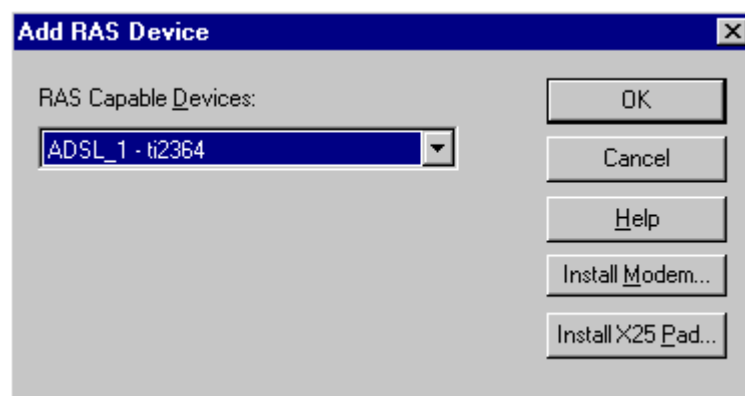 Add RAS Device
RAS Capable Devices:
ADSL_1 - ti2364
OK
Cancel
Help
Install Modem...
Install X25 Pad...